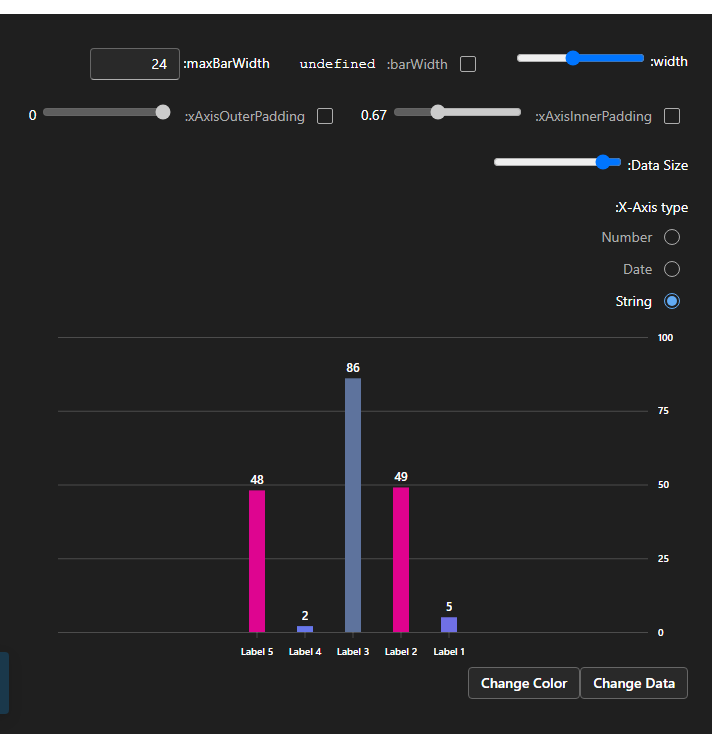 width:
barWidth: undefined
maxBarWidth: 24
xAxisInnerPadding: 0.67
xAxisOuterPadding: 0
Data Size:
X-Axis type:
Number
Date
String
100
75
50
25
0
48
2
86
49
5
Label 5
Label 4
Label 3
Label 2
Label 1
Change Color
Change Data